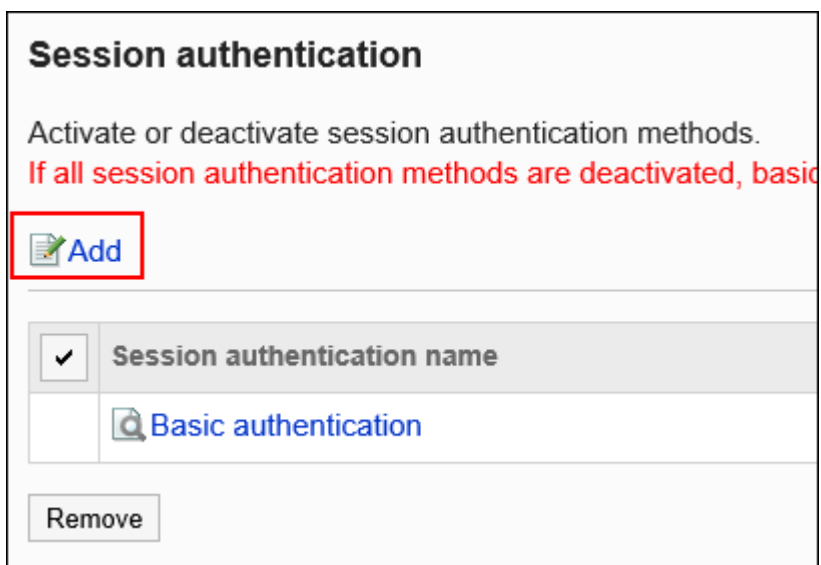 Session authentication
Activate or deactivate session authentication methods.
If all session authentication methods are deactivated, basic
Add
Session authentication name
Basic authentication
Remove